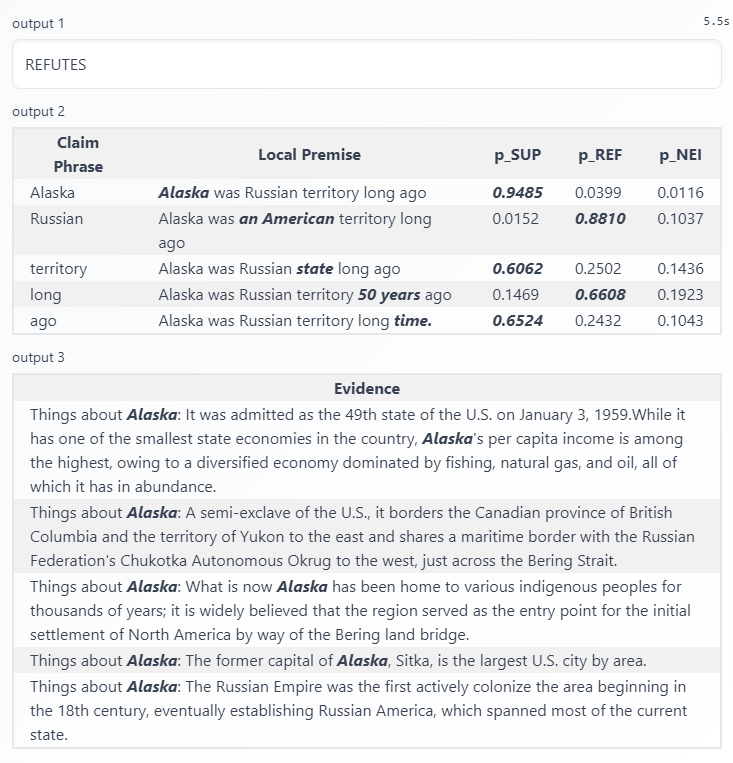 output 1
5.5s
REFUTES
output 2
Claim Phrase Local Premise p_SUP p_REF p_NEI
Alaska Alaska was Russian territory long ago 0.9485 0.0399 0.0116
Russian Alaska was an American territory long 0.0152 0.8810 0.1037
ago
territory Alaska was Russian state long ago 0.6062 0.2502 0.1436
long Alaska was Russian territory 50 years ago 0.1469 0.6608 0.1923
ago Alaska was Russian territory long time. 0.6524 0.2432 0.1043
output 3
Evidence
Things about Alaska: It was admitted as the 49th state of the U.S. on January 3, 1959.While it
has one of the smallest state economies in the country, Alaska's per capita income is among
the highest, owing to a diversified economy dominated by fishing, natural gas, and oil, all of
which it has in abundance.
Things about Alaska: A semi-exclave of the U.S., it borders the Canadian province of British
Columbia and the territory of Yukon to the east and shares a maritime border with the Russian
Federation's Chukotka Autonomous Okrug to the west, just across the Bering Strait.
Things about Alaska: What is now Alaska has been home to various indigenous peoples for
thousands of years; it is widely believed that the region served as the entry point for the initial
settlement of North America by way of the Bering land bridge.
Things about Alaska: The former capital of Alaska, Sitka, is the largest U.S. city by area.
Things about Alaska: The Russian Empire was the first actively colonize the area beginning in
the 18th century, eventually establishing Russian America, which spanned most of the current
state.